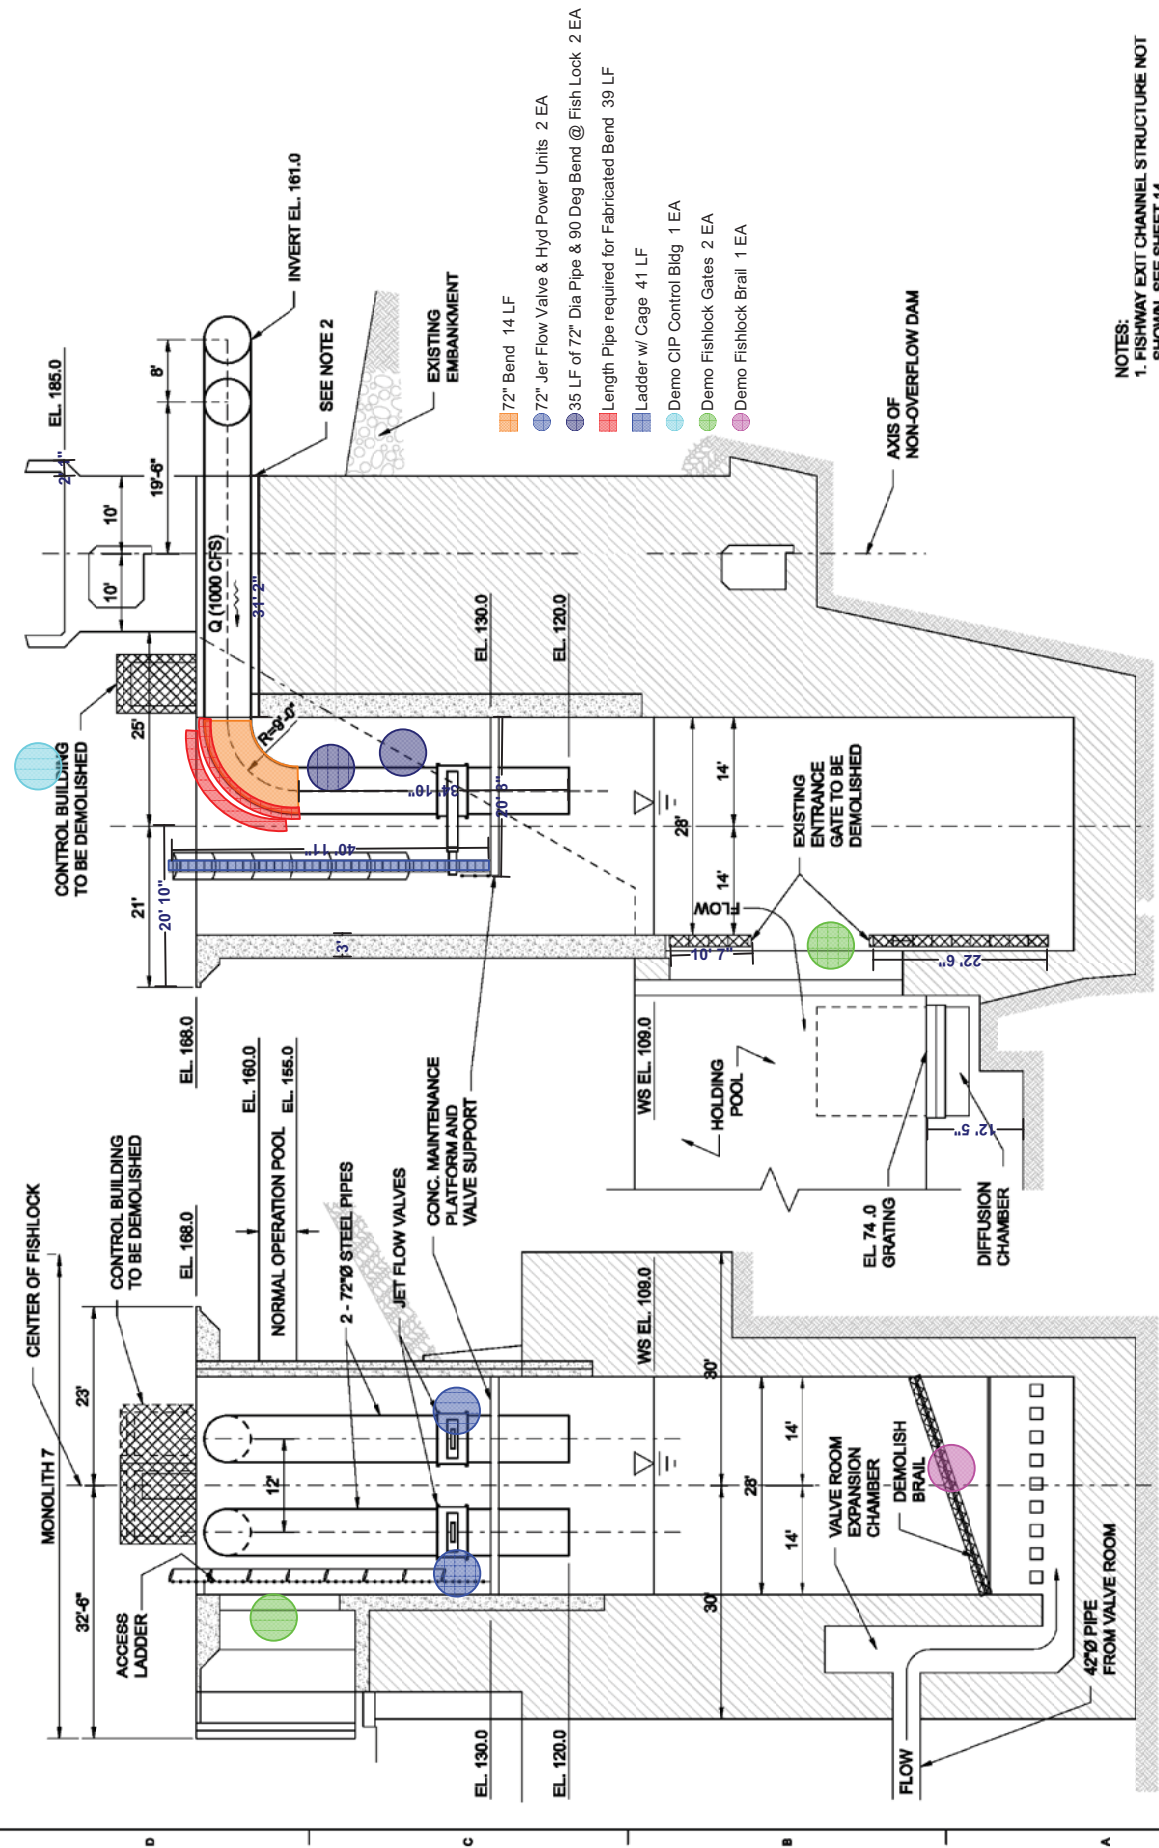 MONOLITH 7
CENTER OF FISHLOCK
32'-6"
23'
CONTROL BUILDING
TO BE DEMOLISHED
ACCESS
LADDER
EL. 168.0
EL. 160.0
NORMAL OPERATION POOL
EL. 155.0
12'
2 - 72"Ø STEEL PIPES
JET FLOW VALVES
CONC. MAINTENANCE
PLATFORM AND
VALVE SUPPORT
EL. 130.0
EL. 120.0
WS EL. 109.0
30'
30'
28'
14'
14'
VALVE ROOM
EXPANSION
CHAMBER
DEMOLISH
BRAIL
FLOW
42"Ø PIPE
FROM VALVE ROOM
CONTROL BUILDING
TO BE DEMOLISHED
21'
25'
20' 10"
10'
10'
2' 1"
EL. 185.0
19'-6"
8'
INVERT EL. 161.0
Q (1000 CFS)
31' 2"
SEE NOTE 2
R=9'-0"
EL. 168.0
3'
40' 11"
34' 10"
20' 8"
EXISTING
EMBANKMENT
EL. 130.0
EL. 120.0
WS EL. 109.0
28'
14'
14'
FLOW
10' 7"
22' 6"
EXISTING
ENTRANCE
GATE TO BE
DEMOLISHED
HOLDING
POOL
EL 74 .0
GRATING
12' 5"
DIFFUSION
CHAMBER
AXIS OF
NON-OVERFLOW DAM
72" Bend 14 LF
72" Jer Flow Valve & Hyd Power Units 2 EA
35 LF of 72" Dia Pipe & 90 Deg Bend @ Fish Lock 2 EA
Length Pipe required for Fabricated Bend 39 LF
Ladder w/ Cage 41 LF
Demo CIP Control Bldg 1 EA
Demo Fishlock Gates 2 EA
Demo Fishlock Brail 1 EA
NOTES:
1. FISHWAY EXIT CHANNEL STRUCTURE NOT
SHOWN. SEE SHEET 14
D
C
B
A